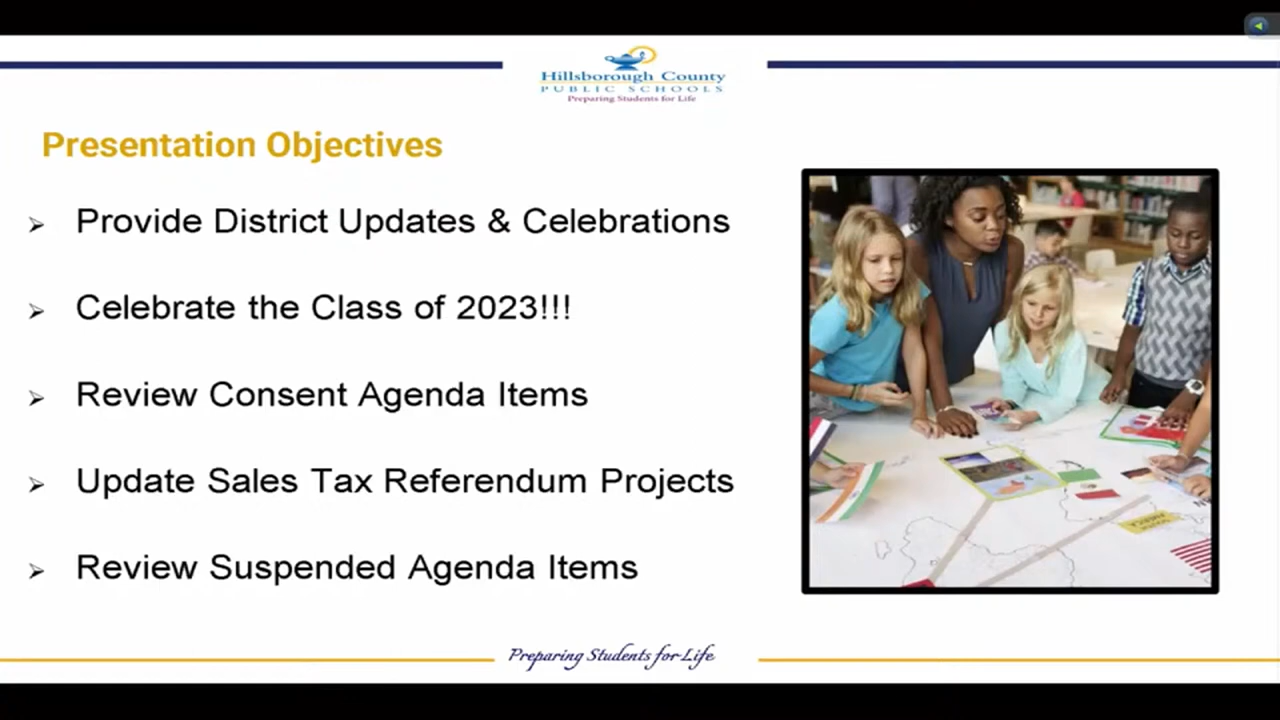 Hillsborough County
PUBLIC SCHOOLS
Preparing Students for Life
Presentation Objectives
➢ Provide District Updates & Celebrations
➢ Celebrate the Class of 2023!!!
➢ Review Consent Agenda Items
➢ Update Sales Tax Referendum Projects
➢ Review Suspended Agenda Items
Preparing Students for Life